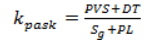 k_pask = (PVS + DT) / (S_g + PL)